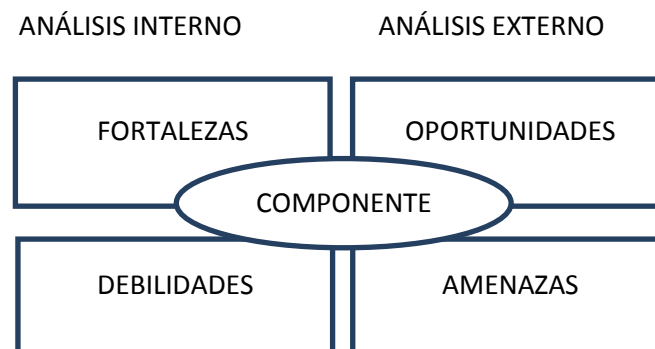 ANÁLISIS INTERNO
ANÁLISIS EXTERNO
FORTALEZAS
OPORTUNIDADES
COMPONENTE
DEBILIDADES
AMENAZAS